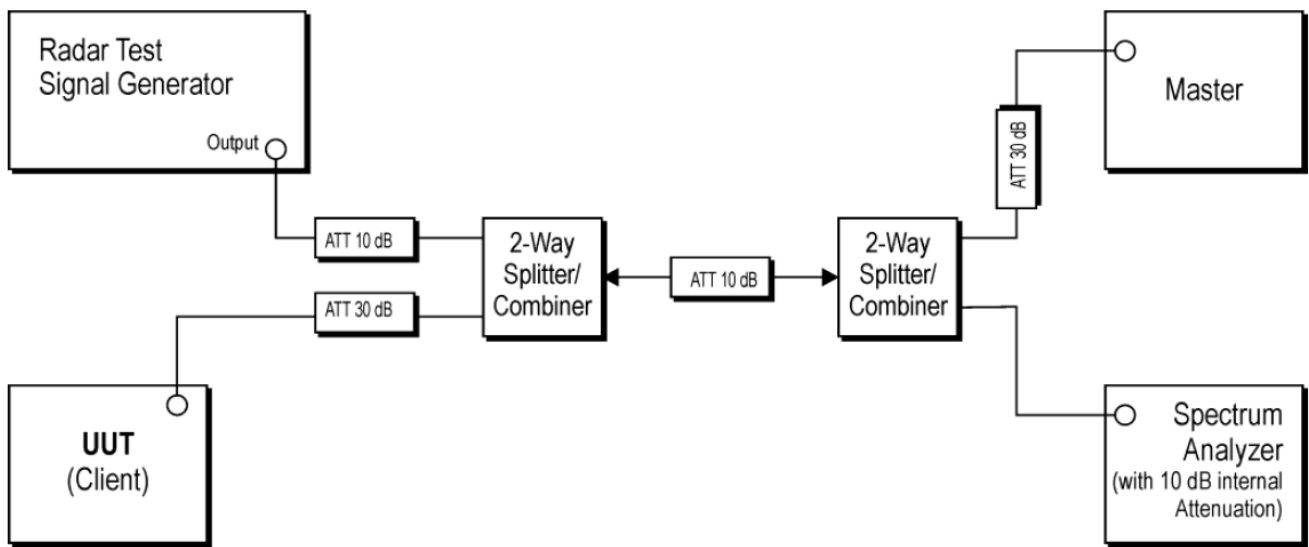 Radar Test
Signal Generator
Output
ATT 10 dB
ATT 30 dB
2-Way
Splitter/
Combiner
ATT 10 dB
2-Way
Splitter/
Combiner
ATT 30 dB
Master
UUT
(Client)
Spectrum
Analyzer
(with 10 dB internal
Attenuation)